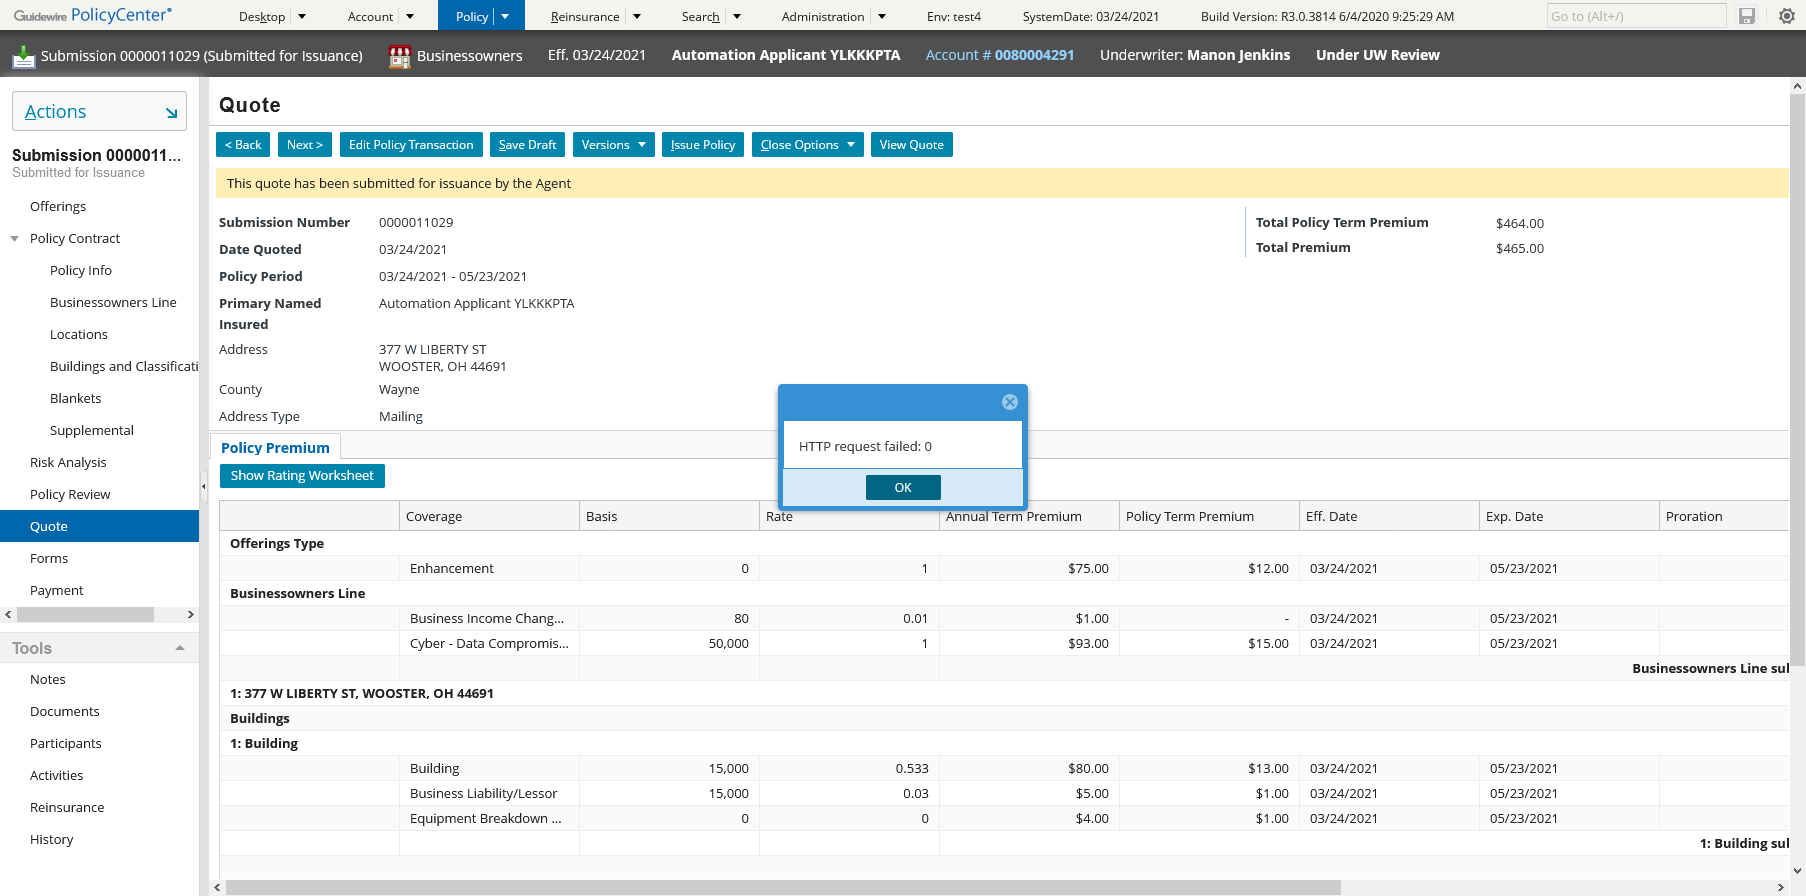 Guidewire PolicyCenter®
Desktop
Account
Policy
Reinsurance
Search
Administration
Env: test4
SystemDate: 03/24/2021
Build Version: R3.0.3814 6/4/2020 9:25:29 AM
Go to (Alt+/)
Submission 0000011029 (Submitted for Issuance)
Businessowners
Eff. 03/24/2021
Automation Applicant YLKKKPTA
Account # 0080004291
Underwriter: Manon Jenkins
Under UW Review
Actions
Submission 0000011...
Submitted for Issuance
Offerings
Policy Contract
Policy Info
Businessowners Line
Locations
Buildings and Classificati
Blankets
Supplemental
Risk Analysis
Policy Review
Quote
Forms
Payment
Tools
Notes
Documents
Participants
Activities
Reinsurance
History
Quote
< Back
Next >
Edit Policy Transaction
Save Draft
Versions
Issue Policy
Close Options
View Quote
This quote has been submitted for issuance by the Agent
Submission Number 0000011029
Date Quoted 03/24/2021
Policy Period 03/24/2021 - 05/23/2021
Primary Named Automation Applicant YLKKKPTA
Insured
Address 377 W LIBERTY ST
WOOSTER, OH 44691
County Wayne
Address Type Mailing
Total Policy Term Premium $464.00
Total Premium $465.00
HTTP request failed: 0
OK
Policy Premium
Show Rating Worksheet
Coverage Basis Rate Annual Term Premium Policy Term Premium Eff. Date Exp. Date Proration
Offerings Type
Enhancement 0 1 $75.00 $12.00 03/24/2021 05/23/2021
Businessowners Line
Business Income Chang... 80 0.01 $1.00 - 03/24/2021 05/23/2021
Cyber - Data Compromis... 50,000 1 $93.00 $15.00 03/24/2021 05/23/2021
Businessowners Line sul
1: 377 W LIBERTY ST, WOOSTER, OH 44691
Buildings
1: Building
Building 15,000 0.533 $80.00 $13.00 03/24/2021 05/23/2021
Business Liability/Lessor 15,000 0.03 $5.00 $1.00 03/24/2021 05/23/2021
Equipment Breakdown ... 0 0 $4.00 $1.00 03/24/2021 05/23/2021
1: Building sul